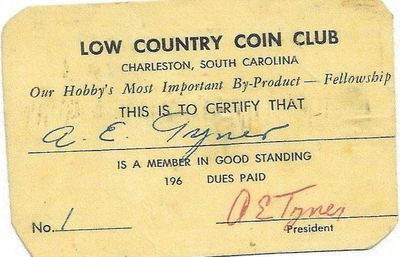 LOW COUNTRY COIN CLUB
CHARLESTON, SOUTH CAROLINA
Our Hobby's Most Important By-Product — Fellowship
THIS IS TO CERTIFY THAT
A. E. Tyner
IS A MEMBER IN GOOD STANDING
196 DUES PAID
No. 1
A E Tyner
President